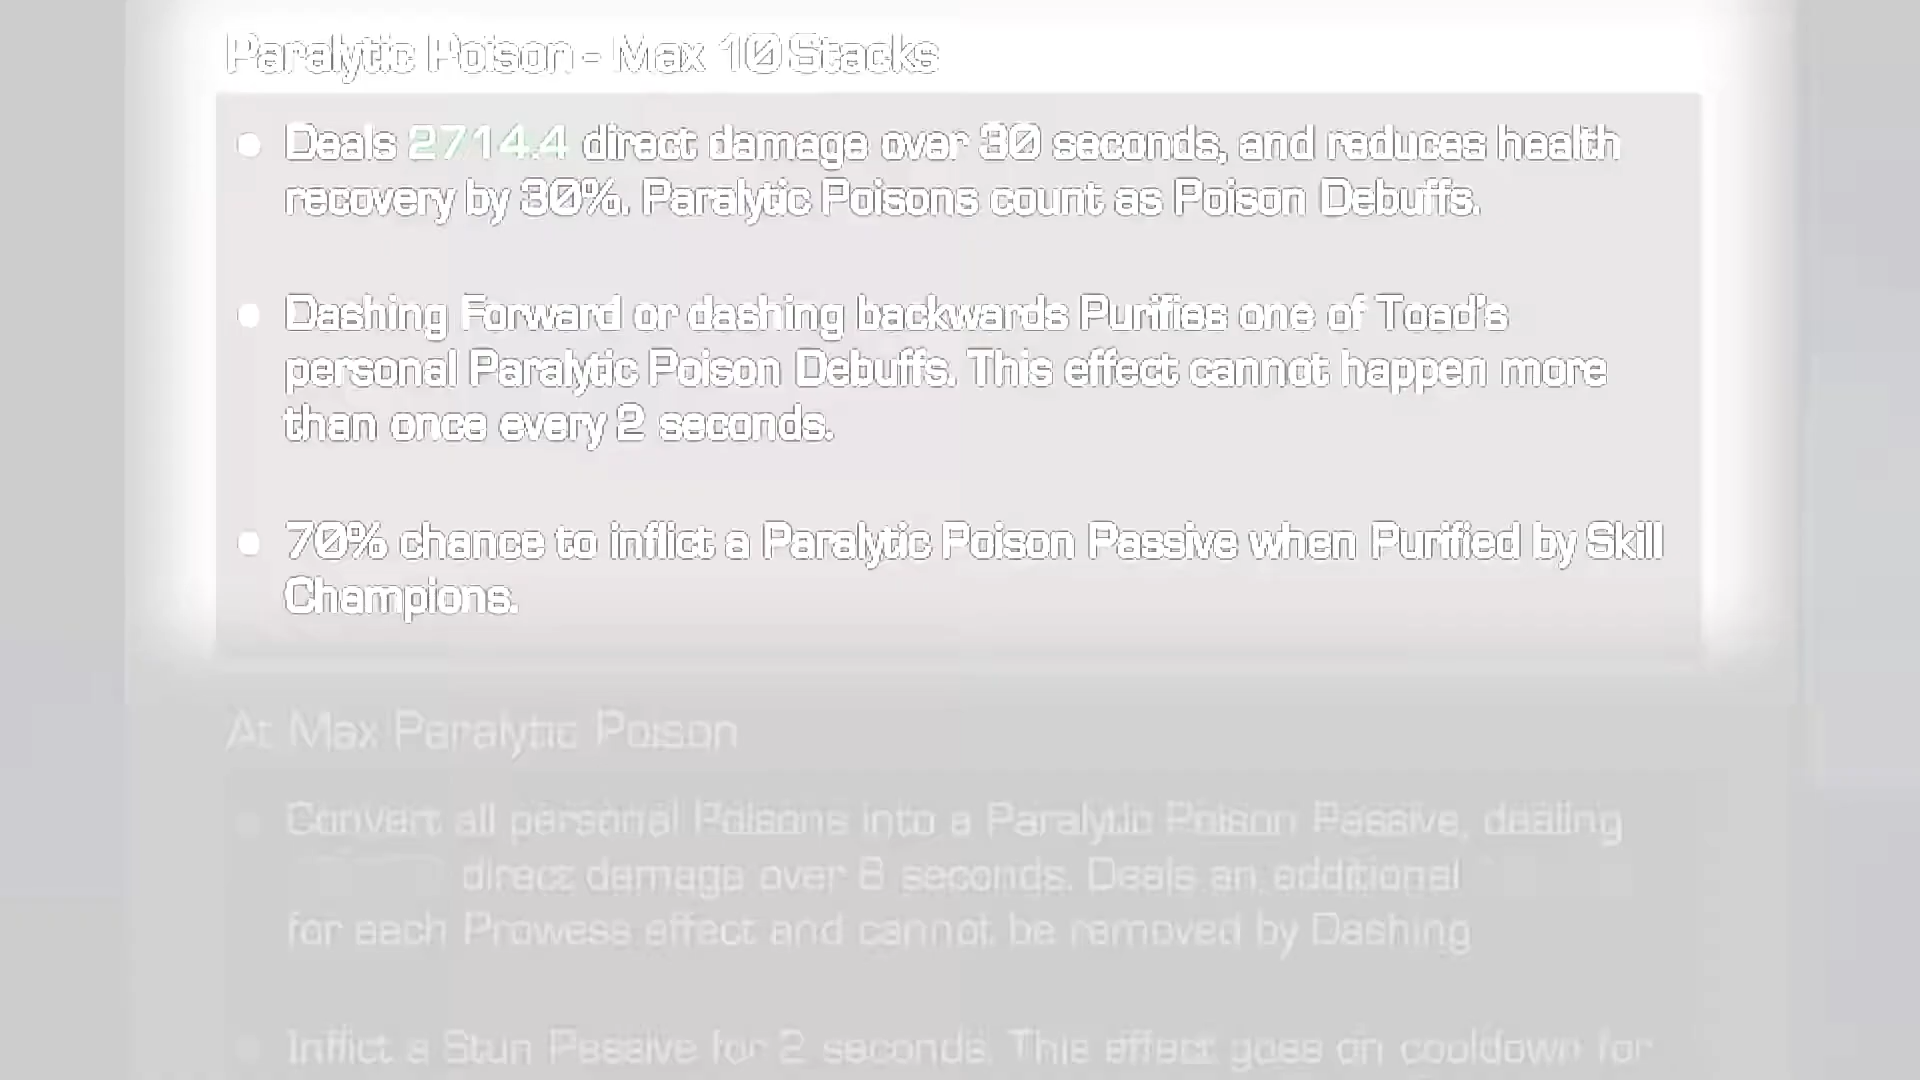 Paralytic Poison - Max 10 Stacks
Deals 2714.4 direct damage over 30 seconds, and reduces health
recovery by 30%. Paralytic Poisons count as Poison Debuffs.
Dashing Forward or dashing backwards Purifies one of Toad's
personal Paralytic Poison Debuffs. This effect cannot happen more
than once every 2 seconds.
70% chance to inflict a Paralytic Poison Passive when Purified by Skill
Champions.
At Max Paralytic Poison
Convert all personal Poisons into a Paralytic Poison Passive, dealing
direct damage over 8 seconds. Deals an additional
for each Prowess effect and cannot be removed by Dashing
Inflict a Stun Passive for 2 seconds. This effect goes on cooldown for